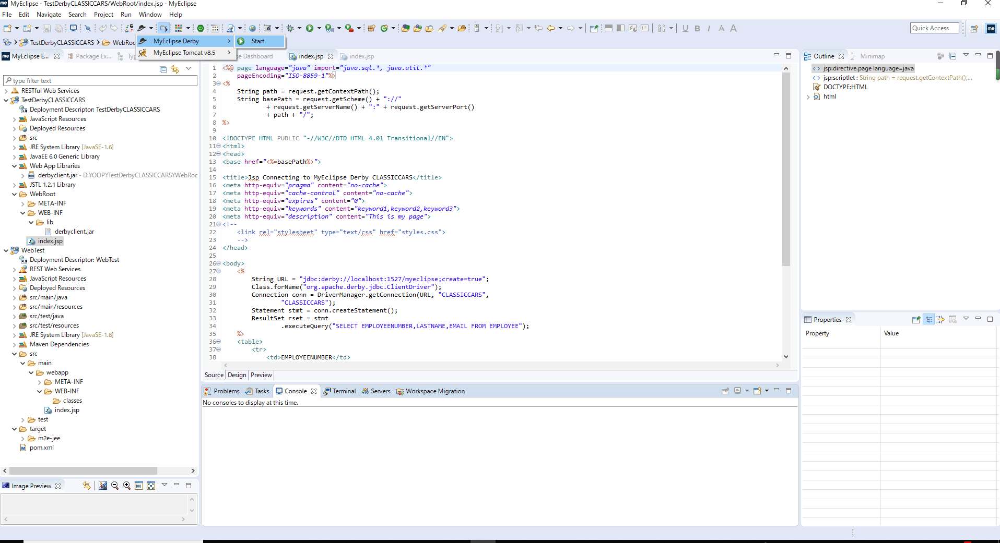 MyEclipse - TestDerbyCLASSICCARS/WebRoot/index.jsp - MyEclipse
File Edit Navigate Search Project Run Window Help
Quick Access
TestDerbyCLASSICCARS WebRoo
MyEclipse Derby
Start
MyEclipse Tomcat v8.5
MyEclipse E...
Package Ex...
Typ
se Dashboard
index.jsp
index.jsp
type filter text
RESTful Web Services
TestDerbyCLASSICCARS
Deployment Descriptor: TestDerbyCLASSICCARS
JavaScript Resources
Deployed Resources
src
JRE System Library [JavaSE-1.6]
JavaEE 6.0 Generic Library
Web App Libraries
derbyclient.jar - D:¥OOP¥TestDerbyCLASSICCARS¥WebRoc
JSTL 1.2.1 Library
WebRoot
META-INF
WEB-INF
lib
derbyclient.jar
index.jsp
WebTest
Deployment Descriptor: WebTest
REST Web Services
JavaScript Resources
Deployed Resources
src/main/java
src/main/resources
src/test/java
src/test/resources
JRE System Library [JavaSE-1.8]
Maven Dependencies
src
main
webapp
META-INF
WEB-INF
classes
index.jsp
test
target
m2e-jee
pom.xml
Image Preview
1 <%@ page language="java" import="java.sql.*, java.util.*"
2 pageEncoding="ISO-8859-1"%>
3 <%
4 String path = request.getContextPath();
5 String basePath = request.getScheme() + "://"
6 + request.getServerName() + ":" + request.getServerPort()
7 + path + "/";
8 %>
9
10 <!DOCTYPE HTML PUBLIC "-//W3C//DTD HTML 4.01 Transitional//EN">
11 <html>
12 <head>
13 <base href="<%=basePath%>">
14
15 <title>Jsp Connecting to MyEclipse Derby CLASSICCARS</title>
16 <meta http-equiv="pragma" content="no-cache">
17 <meta http-equiv="cache-control" content="no-cache">
18 <meta http-equiv="expires" content="0">
19 <meta http-equiv="keywords" content="keyword1,keyword2,keyword3">
20 <meta http-equiv="description" content="This is my page">
21 <!--
22 <link rel="stylesheet" type="text/css" href="styles.css">
23 -->
24 </head>
25
26 <body>
27 <%
28 String URL = "jdbc:derby://localhost:1527/myeclipse;create=true";
29 Class.forName("org.apache.derby.jdbc.ClientDriver");
30 Connection conn = DriverManager.getConnection(URL, "CLASSICCARS",
31 "CLASSICCARS");
32 Statement stmt = conn.createStatement();
33 ResultSet rset = stmt
34 .executeQuery("SELECT EMPLOYEENUMBER,LASTNAME,EMAIL FROM EMPLOYEE");
35 %>
36 <table>
37 <tr>
38 <td>EMPLOYEENUMBER</td>
Source Design Preview
Problems Tasks Console Terminal Servers Workspace Migration
No consoles to display at this time.
Outline
Minimap
jsp:directive.page language=java
jsp:scriptlet : String path = request.getContextPath();...
DOCTYPE:HTML
html
Properties
Property Value